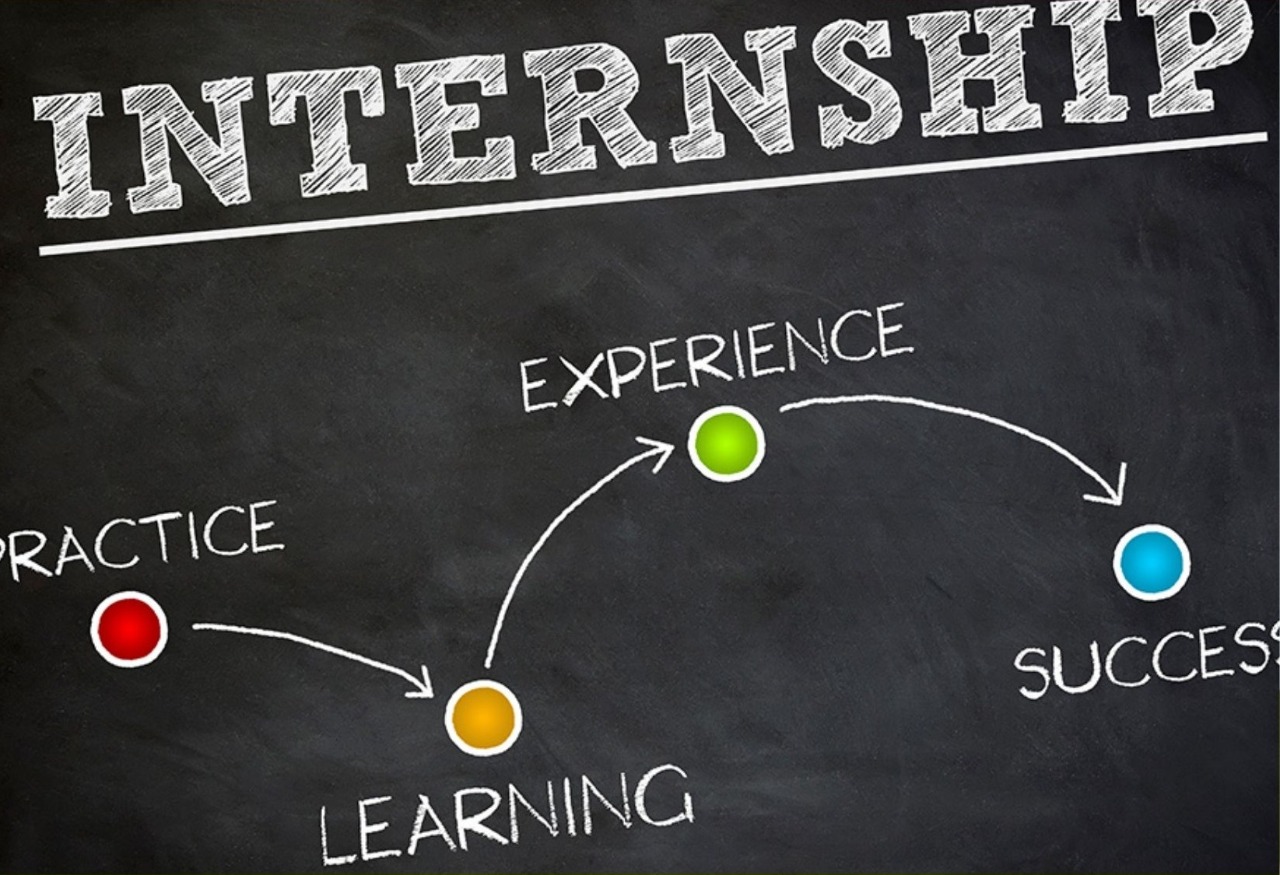 INTERNSHIP
EXPERIENCE
PRACTICE
SUCCESS
LEARNING